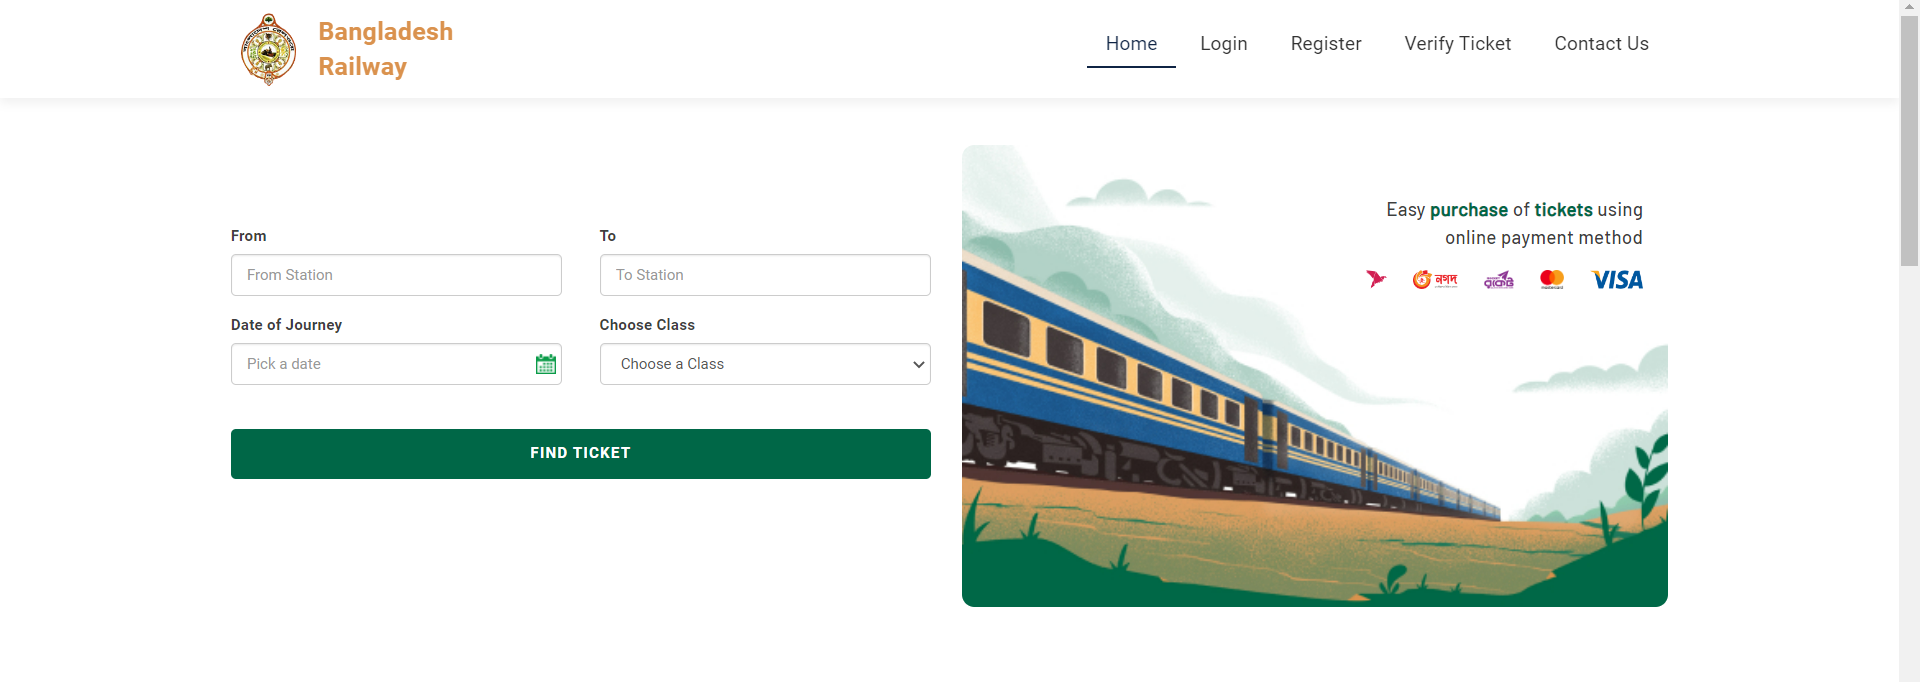 Bangladesh
Railway
Home
Login
Register
Verify Ticket
Contact Us
From
From Station
To
To Station
Date of Journey
Pick a date
Choose Class
Choose a Class
FIND TICKET
Easy purchase of tickets using
online payment method
নগদ
রকেট
mastercard
VISA